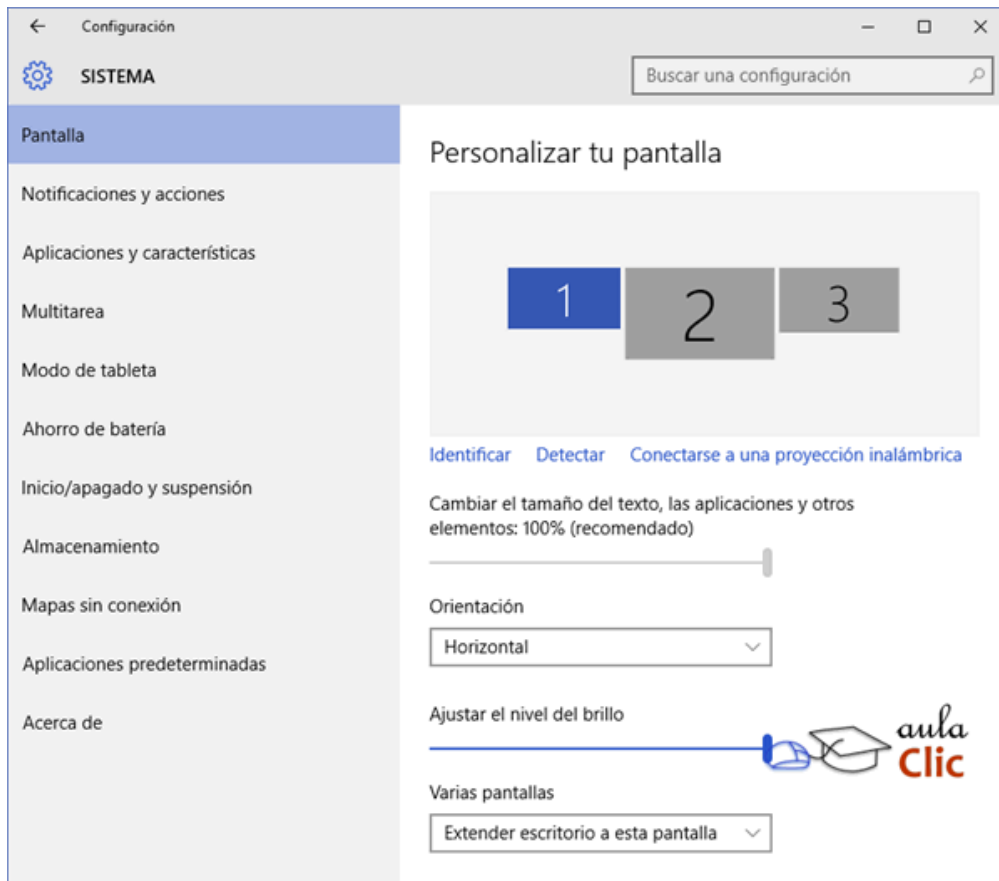 Configuración
SISTEMA
Buscar una configuración
Pantalla
Notificaciones y acciones
Aplicaciones y características
Multitarea
Modo de tableta
Ahorro de batería
Inicio/apagado y suspensión
Almacenamiento
Mapas sin conexión
Aplicaciones predeterminadas
Acerca de
Personalizar tu pantalla
1 2 3
Identificar Detectar Conectarse a una proyección inalámbrica
Cambiar el tamaño del texto, las aplicaciones y otros
elementos: 100% (recomendado)
Orientación
Horizontal
Ajustar el nivel del brillo
aula
Clic
Varias pantallas
Extender escritorio a esta pantalla